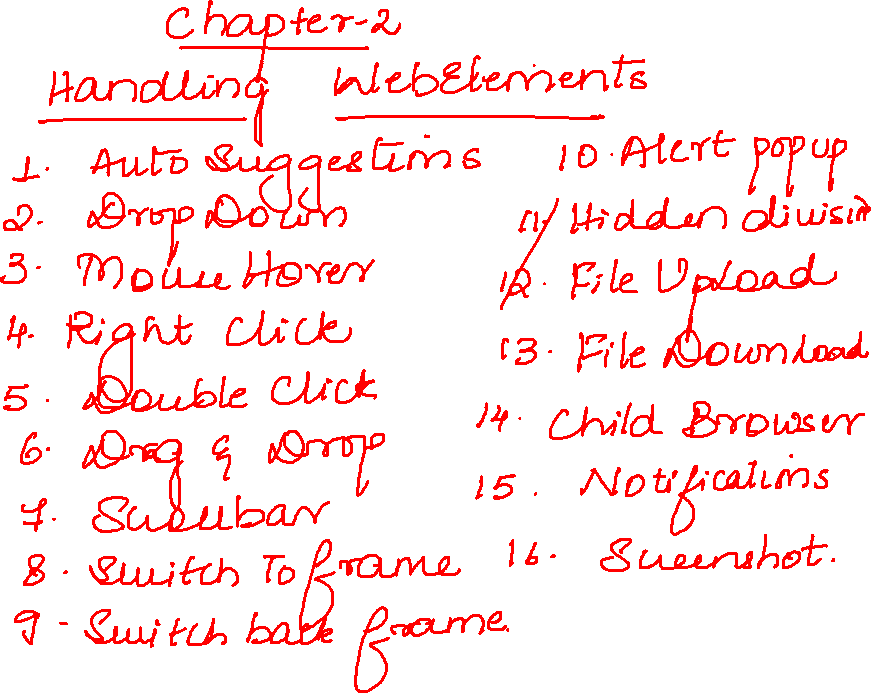 Chapter-2
Handling WebElements
1. Auto Suggestions
2. Drop Down
3. Mouse Hover
4. Right Click
5. Double Click
6. Drag & Drop
7.
8. Switch To frame
9 - Switch back frame.
10. Alert popup
11. Hidden division
12. File Upload
13. File Download
14. Child Browser
15. Notifications
16. Screenshot.